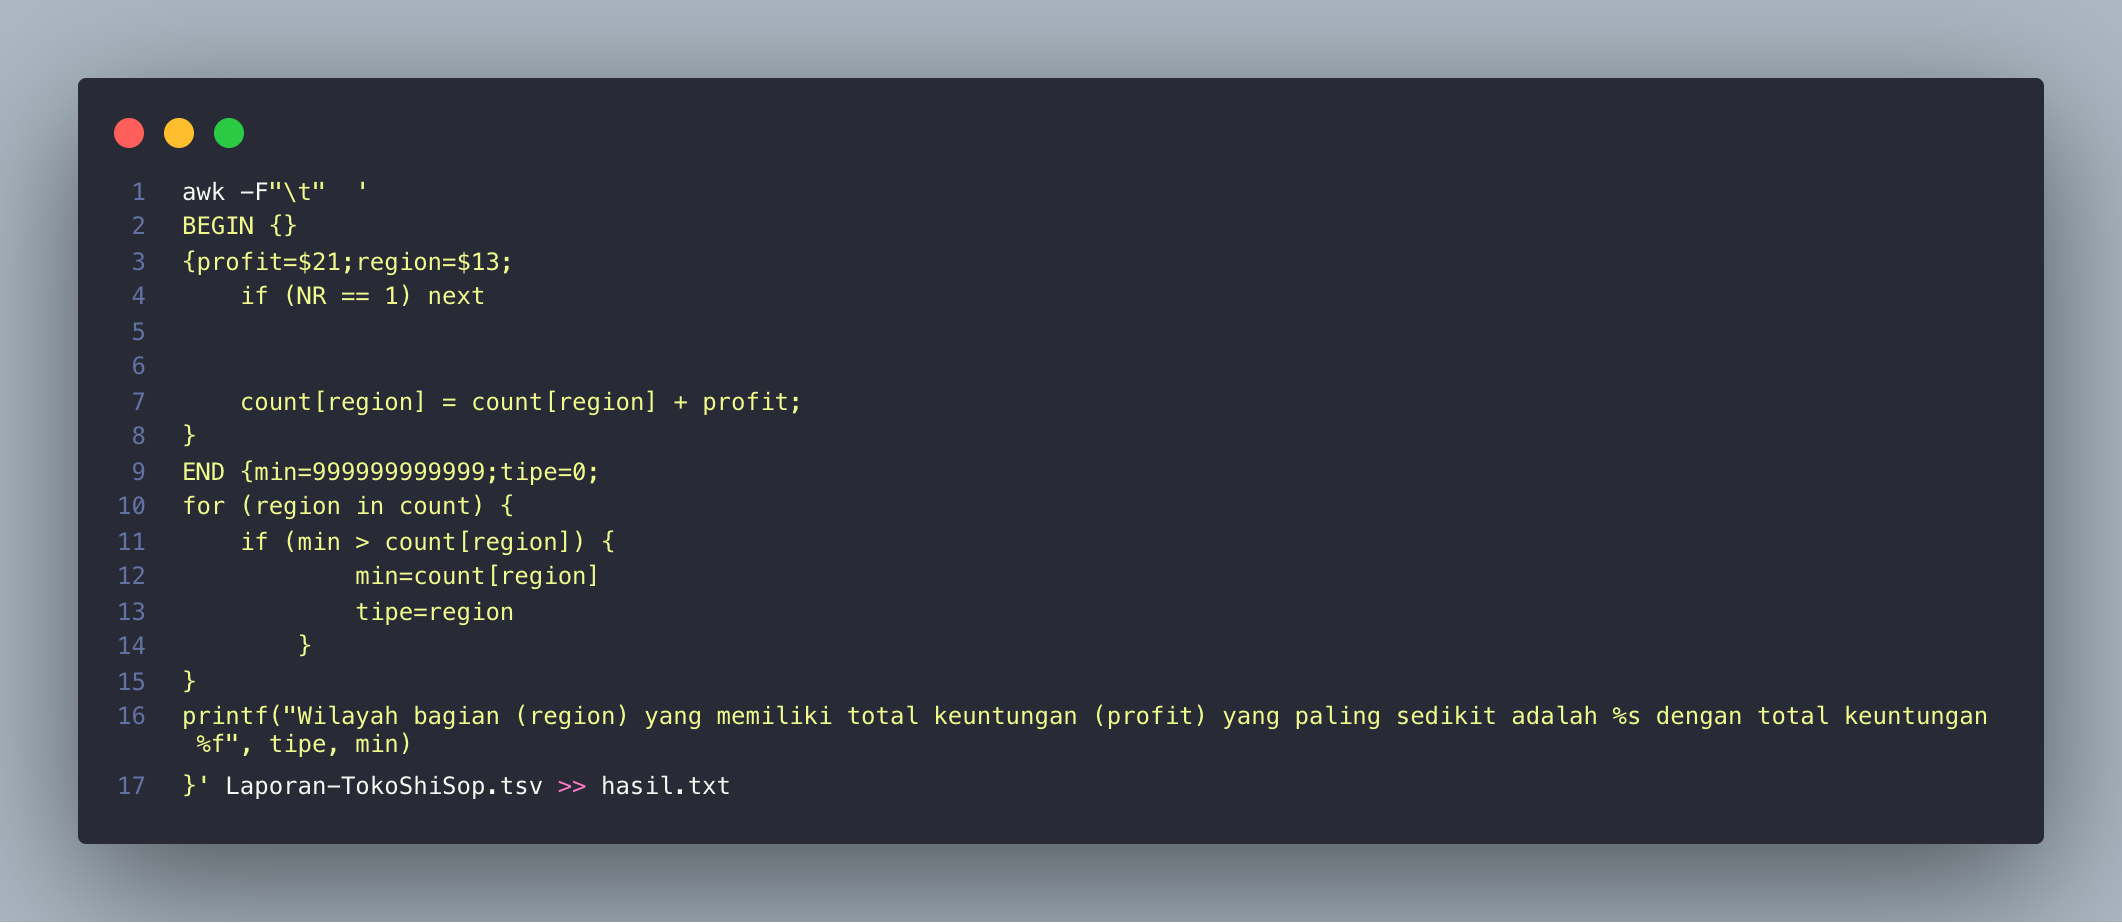 1 awk -F"\t"  '
2 BEGIN {}
3 {profit=$21;region=$13;
4     if (NR == 1) next
5
6
7     count[region] = count[region] + profit;
8 }
9 END {min=999999999999;tipe=0;
10 for (region in count) {
11     if (min > count[region]) {
12             min=count[region]
13             tipe=region
14         }
15 }
16 printf("Wilayah bagian (region) yang memiliki total keuntungan (profit) yang paling sedikit adalah %s dengan total keuntungan
 %f", tipe, min)
17 }' Laporan-TokoShiSop.tsv >> hasil.txt